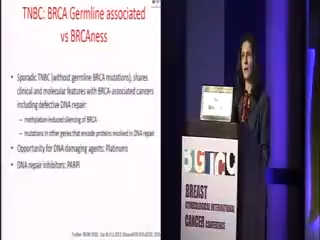 TNBC: BRCA Germline associated
vs BRCAness
• Sporadic TNBC (without germline BRCA mutations), shares
clinical and molecular features with BRCA-associated cancers
including defective DNA repair:
– methylation-induced silencing of BRCA
– mutations in other genes that encode proteins involved in DNA repair
• Opportunity for DNA damaging agents: Platinums
• DNA repair inhibitors: PARPi
BGICC
BREAST
GYNECOLOGICAL INTERNATIONAL
CANCER CONFERENCE